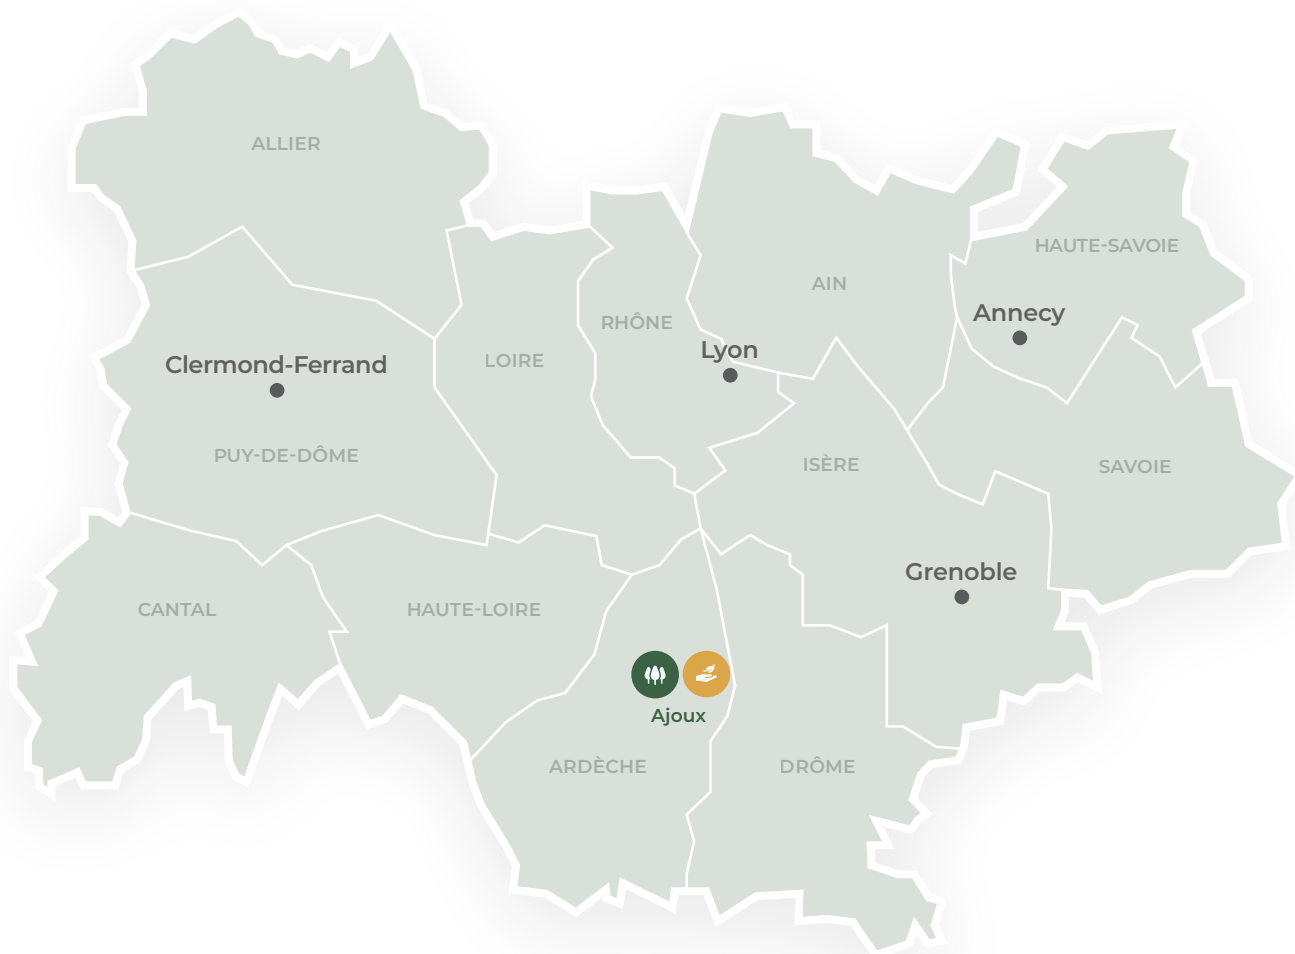 ALLIER
HAUTE-SAVOIE
AIN
Annecy
RHÔNE
Lyon
LOIRE
Clermond-Ferrand
PUY-DE-DÔME
ISÈRE
SAVOIE
Grenoble
CANTAL
HAUTE-LOIRE
Ajoux
ARDÈCHE
DRÔME